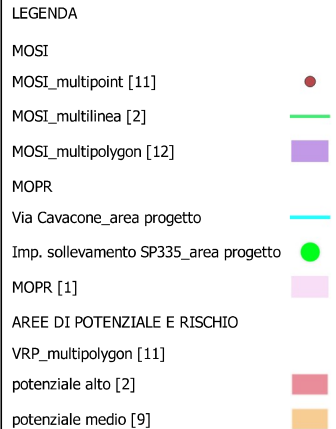 LEGENDA
MOSI
MOSI_multipoint [11]
MOSI_multilinea [2]
MOSI_multipolygon [12]
MOPR
Via Cavacone_area progetto
Imp. sollevamento SP335_area progetto
MOPR [1]
AREE DI POTENZIALE E RISCHIO
VRP_multipolygon [11]
potenziale alto [2]
potenziale medio [9]